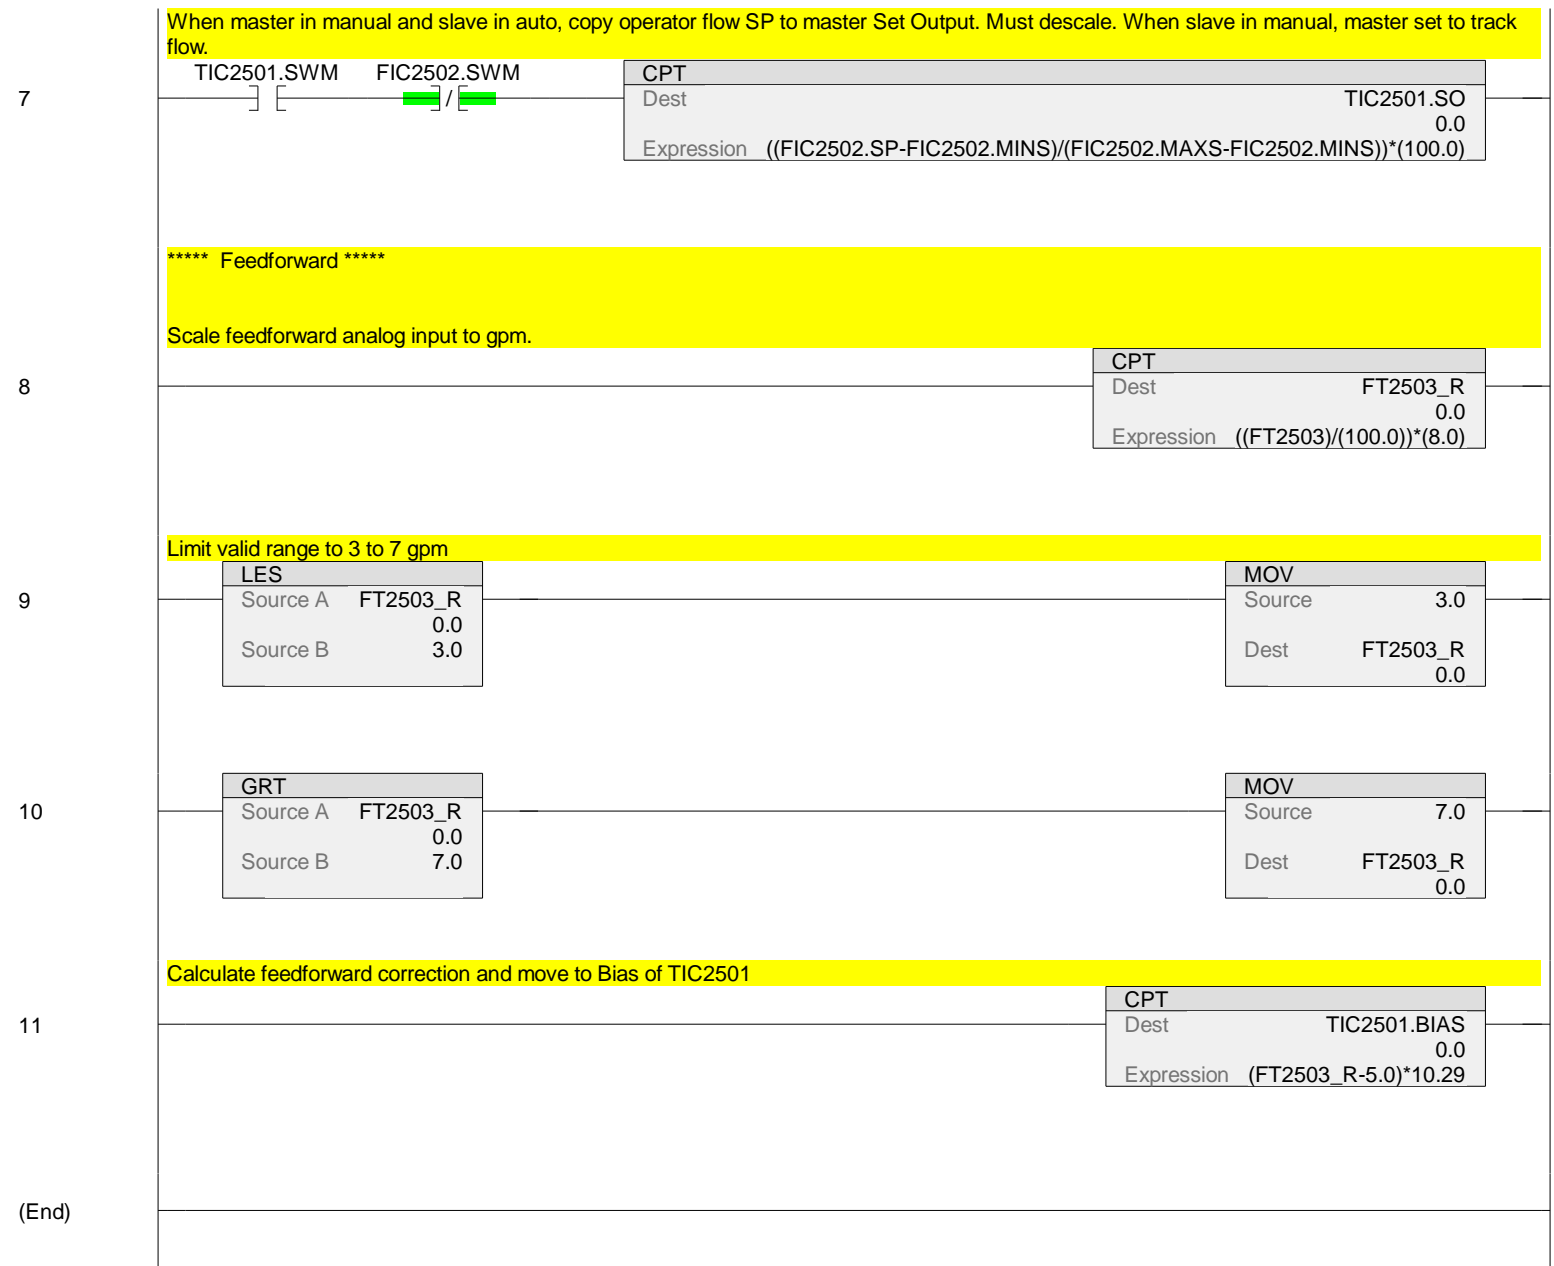 When master in manual and slave in auto, copy operator flow SP to master Set Output. Must descale. When slave in manual, master set to track
flow.
TIC2501.SWM FIC2502.SWM CPT
7 / Dest TIC2501.SO
0.0
Expression ((FIC2502.SP-FIC2502.MINS)/(FIC2502.MAXS-FIC2502.MINS))*(100.0)
***** Feedforward *****
Scale feedforward analog input to gpm.
CPT
8 Dest FT2503_R
0.0
Expression ((FT2503)/(100.0))*(8.0)
Limit valid range to 3 to 7 gpm
LES MOV
9 Source A FT2503_R Source 3.0
0.0
Source B 3.0 Dest FT2503_R
0.0
GRT MOV
10 Source A FT2503_R Source 7.0
0.0
Source B 7.0 Dest FT2503_R
0.0
Calculate feedforward correction and move to Bias of TIC2501
CPT
11 Dest TIC2501.BIAS
0.0
Expression (FT2503_R-5.0)*10.29
(End)